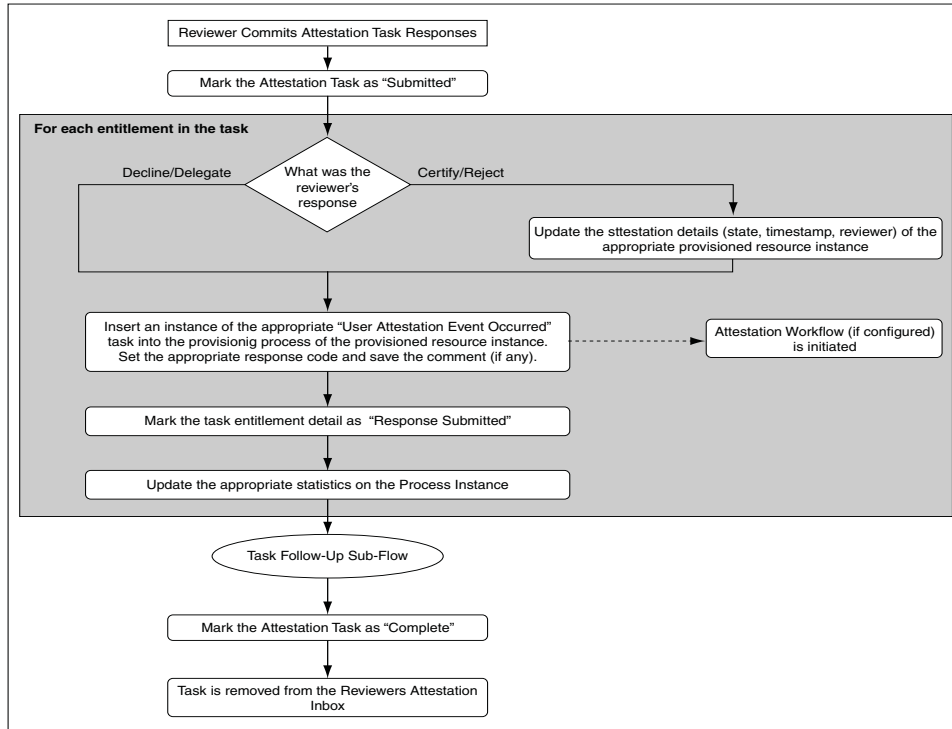 Reviewer Commits Attestation Task Responses
Mark the Attestation Task as “Submitted”
For each entitlement in the task
Decline/Delegate
What was the
reviewer's
response
Certify/Reject
Update the sttestation details (state, timestamp, reviewer) of the
appropriate provisioned resource instance
Insert an instance of the appropriate “User Attestation Event Occurred”
task into the provisionig process of the provisioned resource instance.
Set the appropriate response code and save the comment (if any).
Attestation Workflow (if configured)
is initiated
Mark the task entitlement detail as “Response Submitted”
Update the appropriate statistics on the Process Instance
Task Follow-Up Sub-Flow
Mark the Attestation Task as “Complete”
Task is removed from the Reviewers Attestation
Inbox